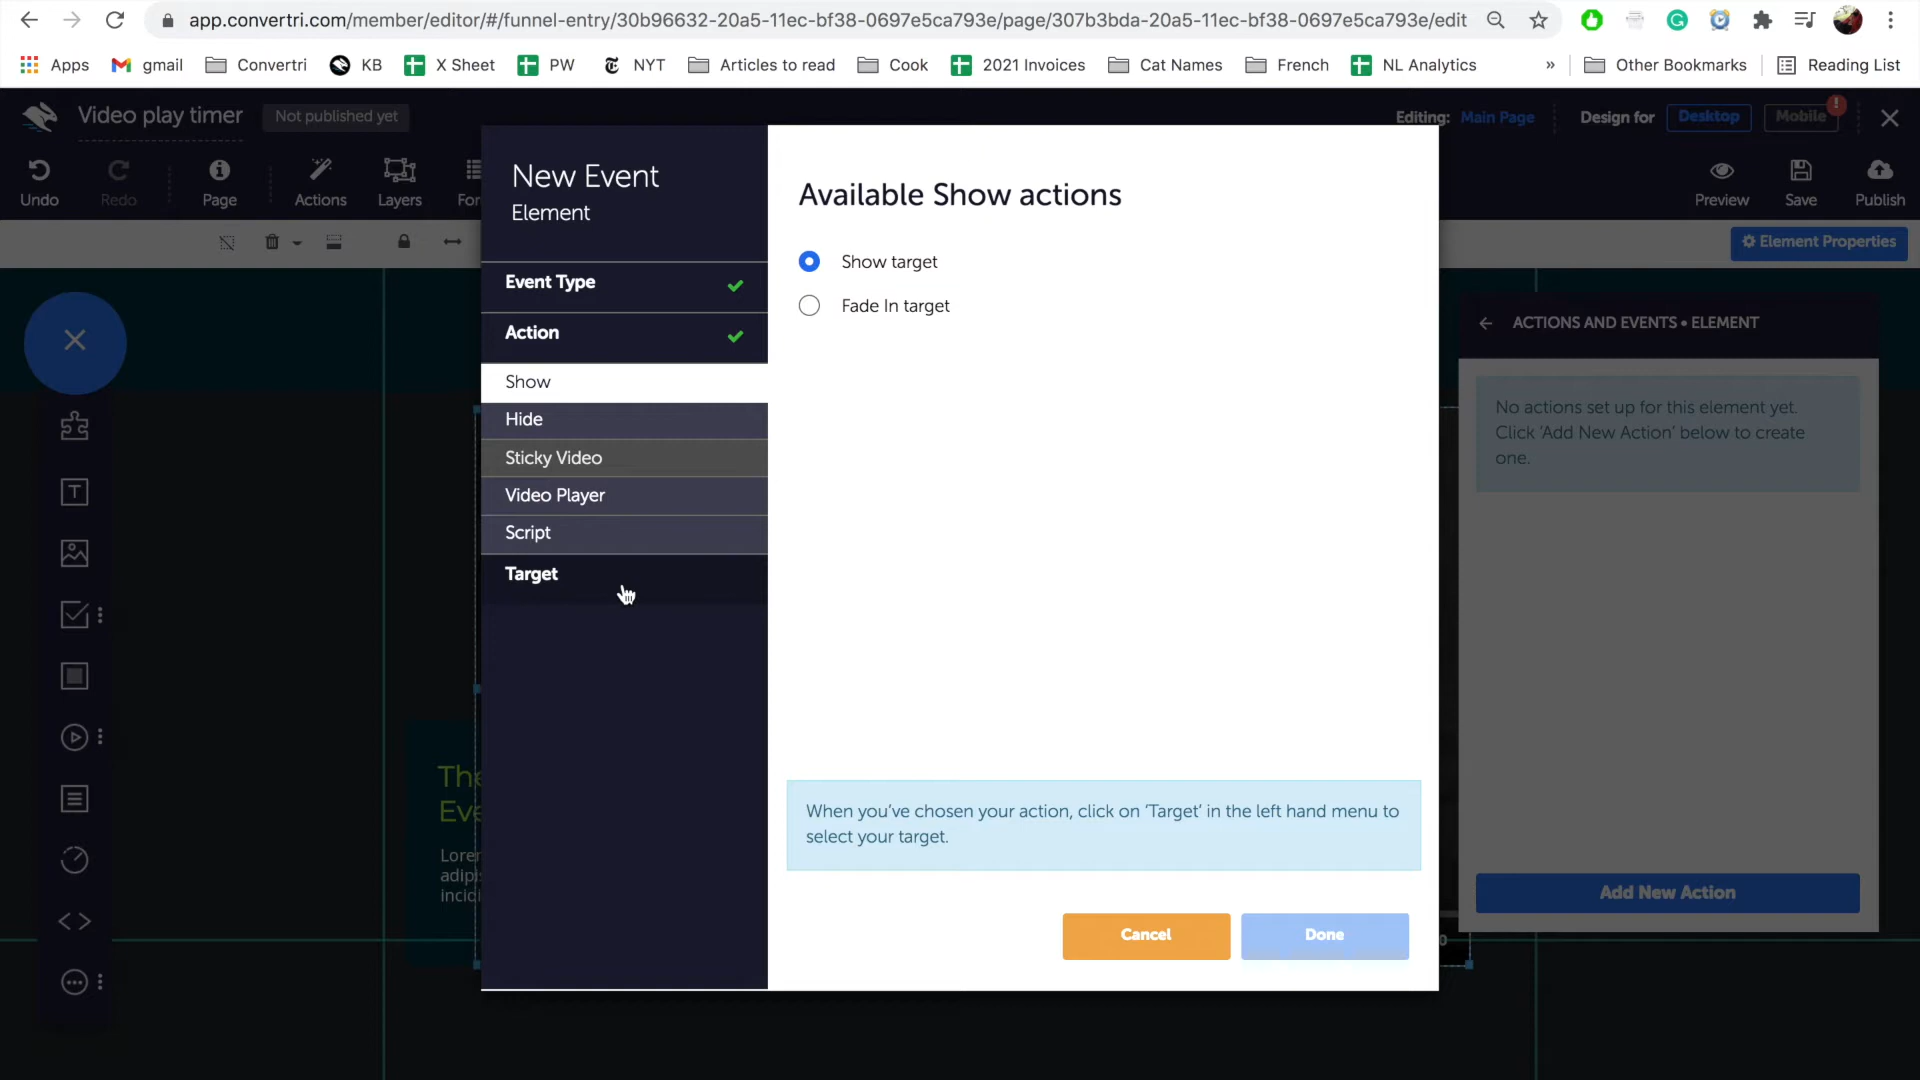 app.convertri.com/member/editor/#/funnel-entry/30b96632-20a5-11ec-bf38-0697e5ca793e/page/307b3bda-20a5-11ec-bf38-0697e5ca793e/edit
Apps gmail Convertri KB X Sheet PW NYT Articles to read Cook 2021 Invoices Cat Names French NL Analytics » Other Bookmarks Reading List
Video play timer Not published yet
Editing: Main Page Design for Desktop Mobile
Undo Redo Page Actions Layers For
Preview Save Publish
Element Properties
New Event
Element
Event Type
Action
Show
Hide
Sticky Video
Video Player
Script
Target
Available Show actions
Show target
Fade In target
When you've chosen your action, click on 'Target' in the left hand menu to
select your target.
Cancel Done
ACTIONS AND EVENTS • ELEMENT
No actions set up for this element yet.
Click 'Add New Action' below to create
one.
Add New Action
The
Eve
Lorer
adipi
incidi